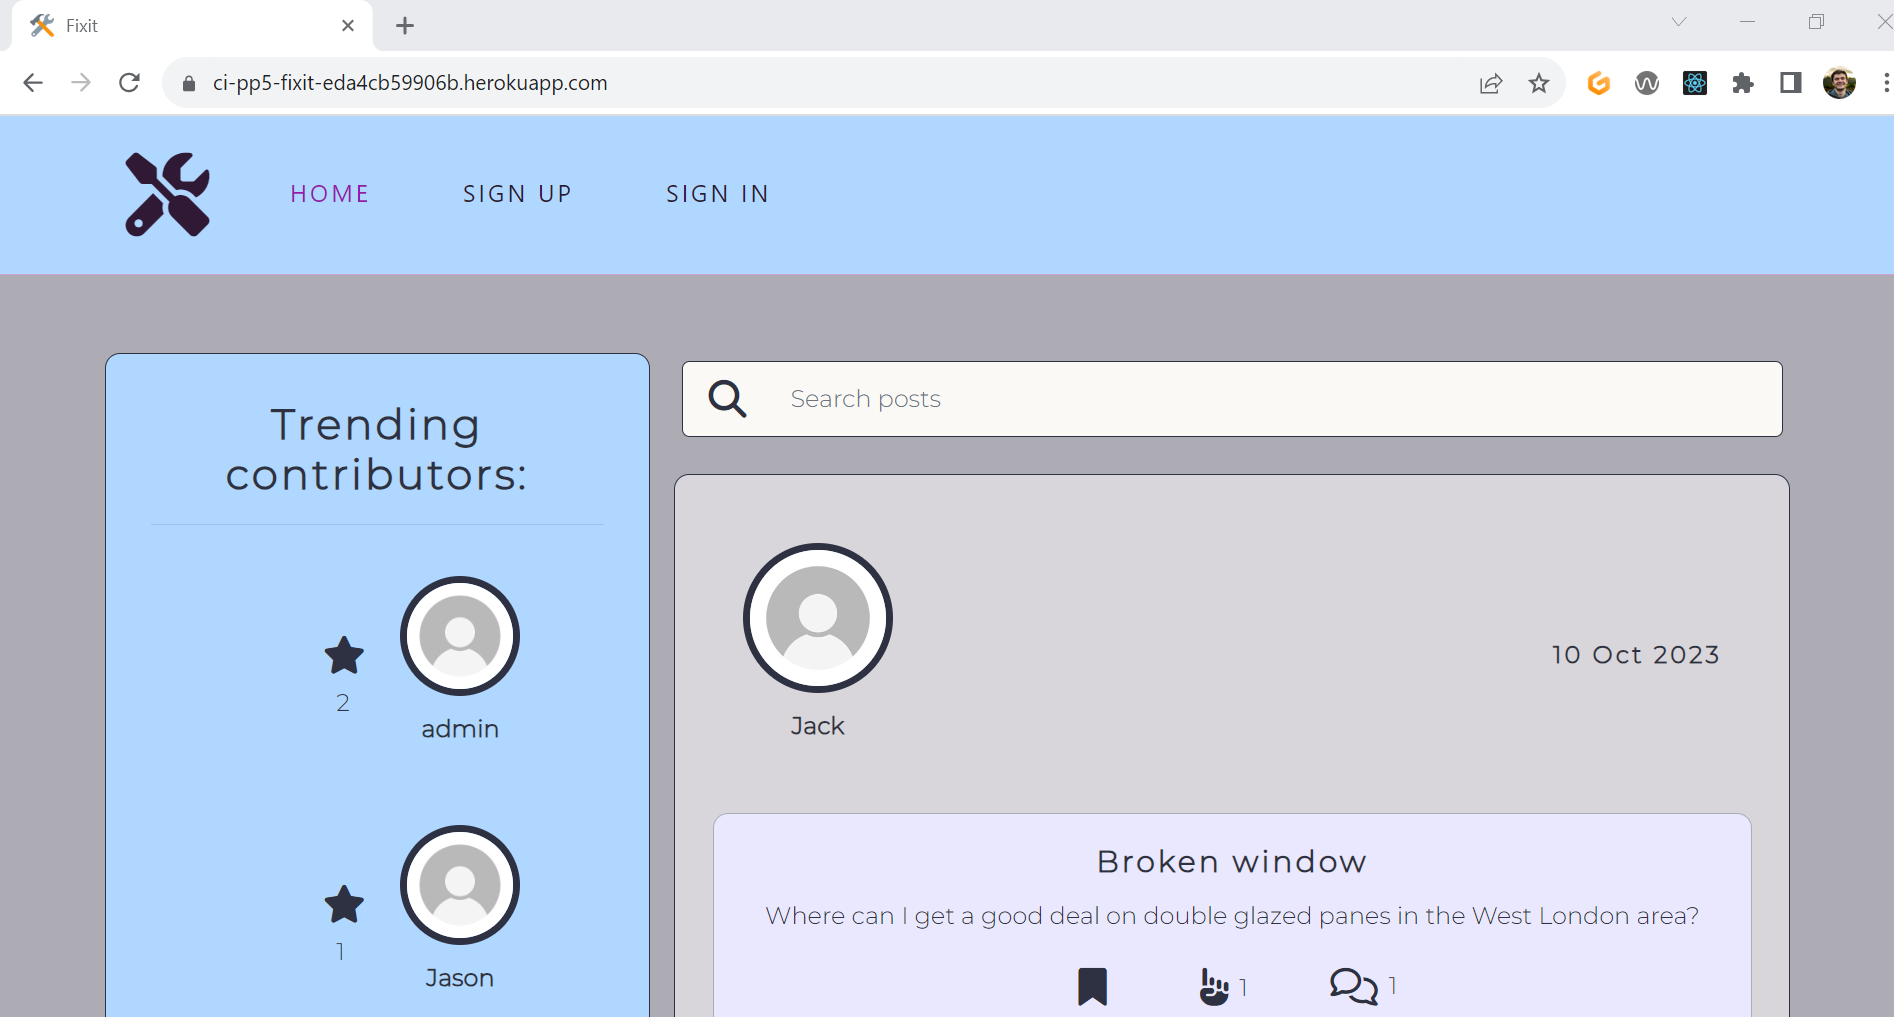 Fixit
ci-pp5-fixit-eda4cb59906b.herokuapp.com
HOME SIGN UP SIGN IN
Trending
contributors:
2
admin
1
Jason
Search posts
Jack
10 Oct 2023
Broken window
Where can I get a good deal on double glazed panes in the West London area?
1 1